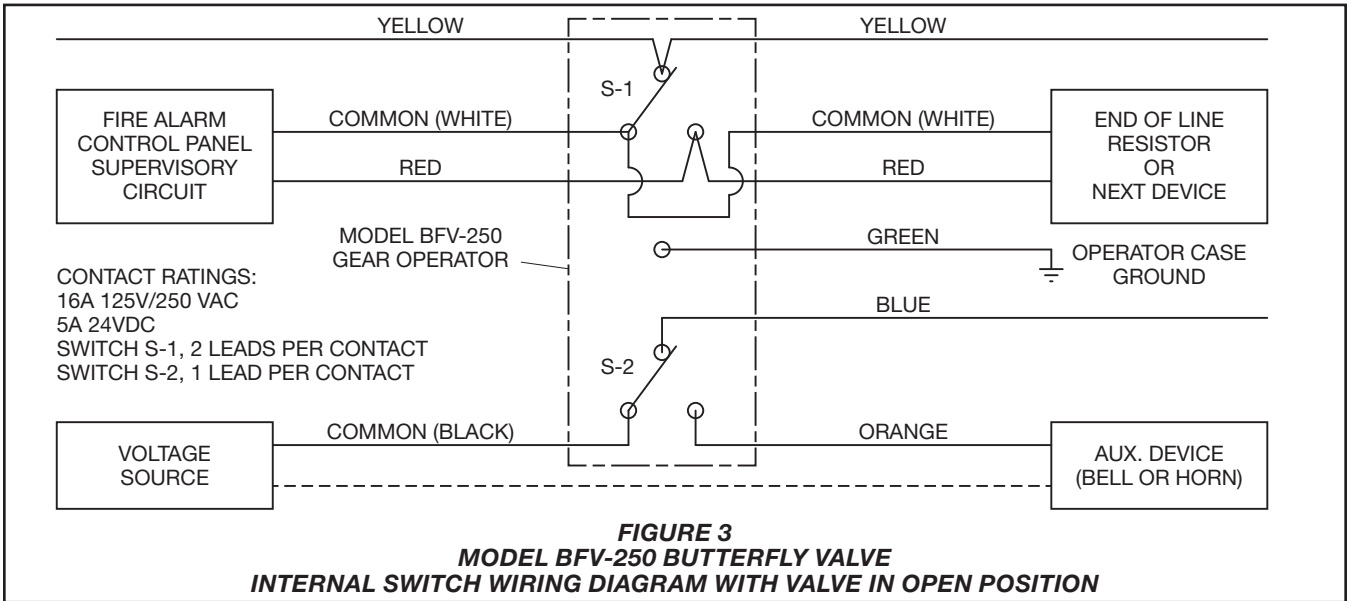 YELLOW
YELLOW
S-1
FIRE ALARM
CONTROL PANEL
SUPERVISORY
CIRCUIT
COMMON (WHITE)
COMMON (WHITE)
RED
RED
END OF LINE
RESISTOR
OR
NEXT DEVICE
MODEL BFV-250
GEAR OPERATOR
GREEN
OPERATOR CASE
GROUND
CONTACT RATINGS:
16A 125V/250 VAC
5A 24VDC
SWITCH S-1, 2 LEADS PER CONTACT
SWITCH S-2, 1 LEAD PER CONTACT
BLUE
S-2
VOLTAGE
SOURCE
COMMON (BLACK)
ORANGE
AUX. DEVICE
(BELL OR HORN)
FIGURE 3
MODEL BFV-250 BUTTERFLY VALVE
INTERNAL SWITCH WIRING DIAGRAM WITH VALVE IN OPEN POSITION